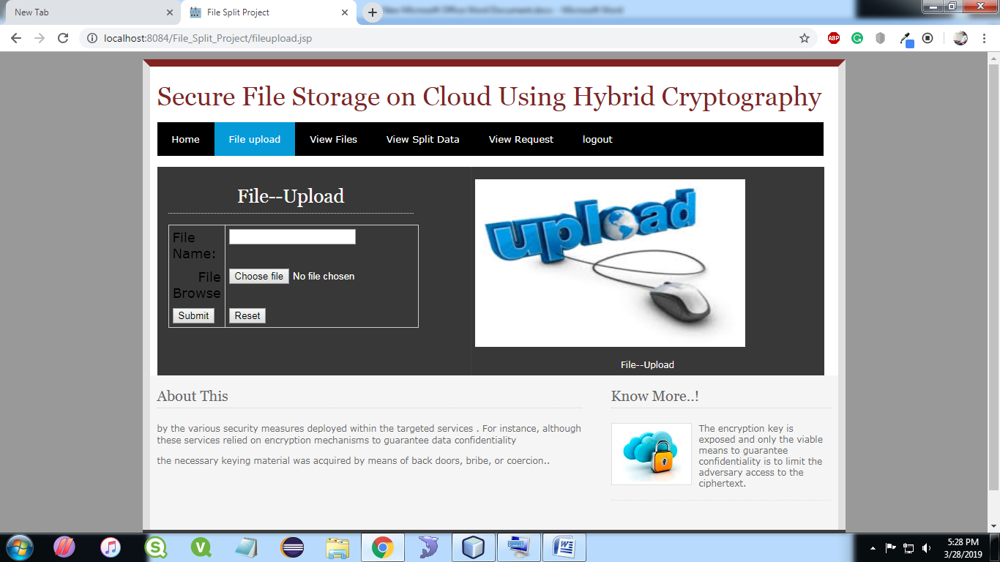 New Tab
File Split Project
New Microsoft Office Word Document.docx - Microsoft Word
localhost:8084/File_Split_Project/fileupload.jsp
ABP
Secure File Storage on Cloud Using Hybrid Cryptography
Home File upload View Files View Split Data View Request logout
File--Upload
File
Name:
File
Browse
Choose file No file chosen
Submit Reset
upload
File--Upload
About This
by the various security measures deployed within the targeted services . For instance, although
these services relied on encryption mechanisms to guarantee data confidentiality
the necessary keying material was acquired by means of back doors, bribe, or coercion..
Know More..!
The encryption key is
exposed and only the viable
means to guarantee
confidentiality is to limit the
adversary access to the
ciphertext.
5:28 PM
3/28/2019